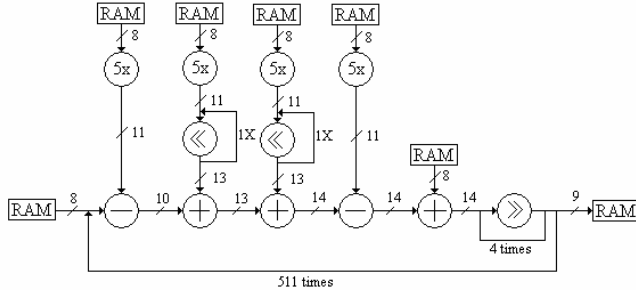 RAM RAM RAM RAM
8 8 8 8
5x 5x 5x 5x
11 11
≪ 1X ≪ 1X
11 11 RAM
13 13 8
RAM 8 − 10 + 13 + 14 − 14 + 14 ≫ 9 RAM
4 times
511 times